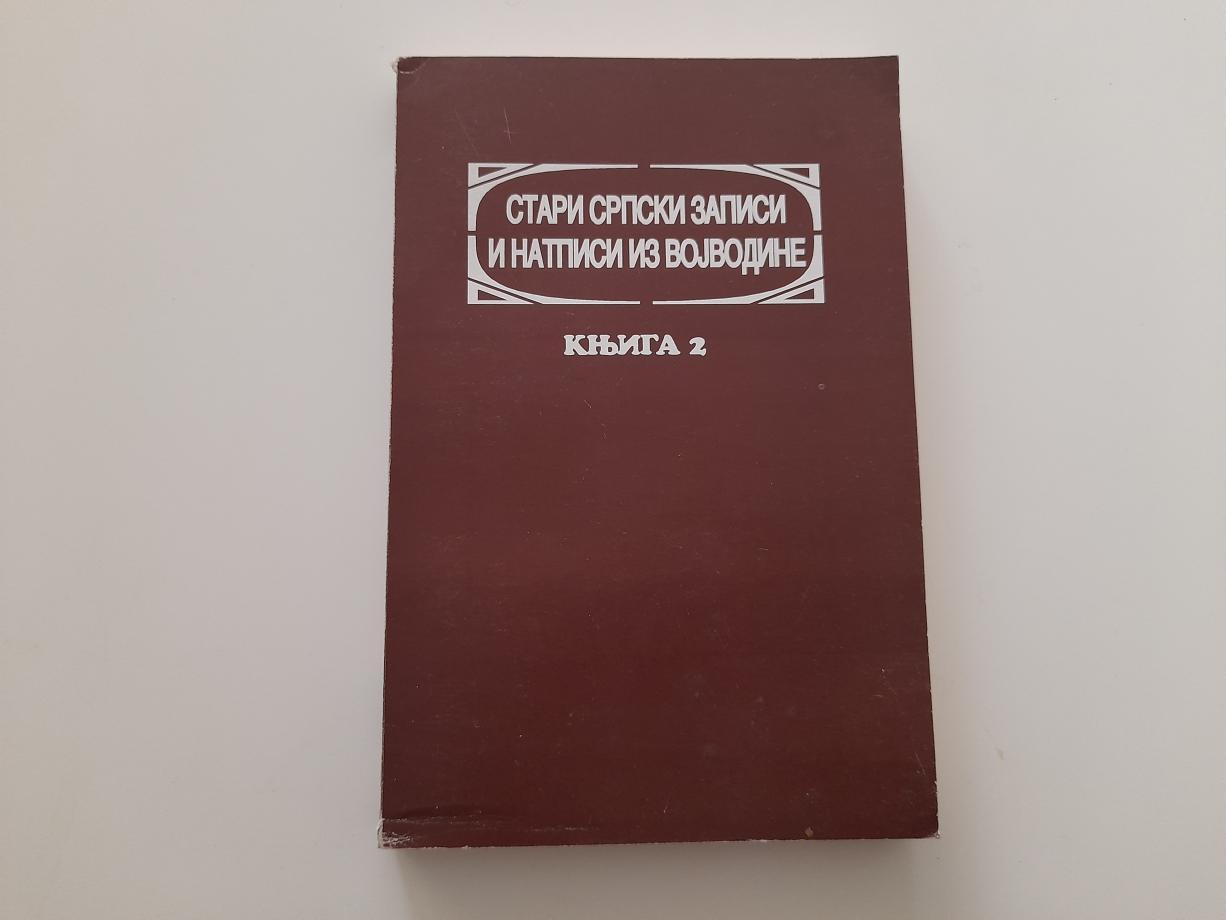 СТАРИ СРПСКИ ЗАПИСИ
И НАТПИСИ ИЗ ВОЈВОДИНЕ
КЊИГА 2